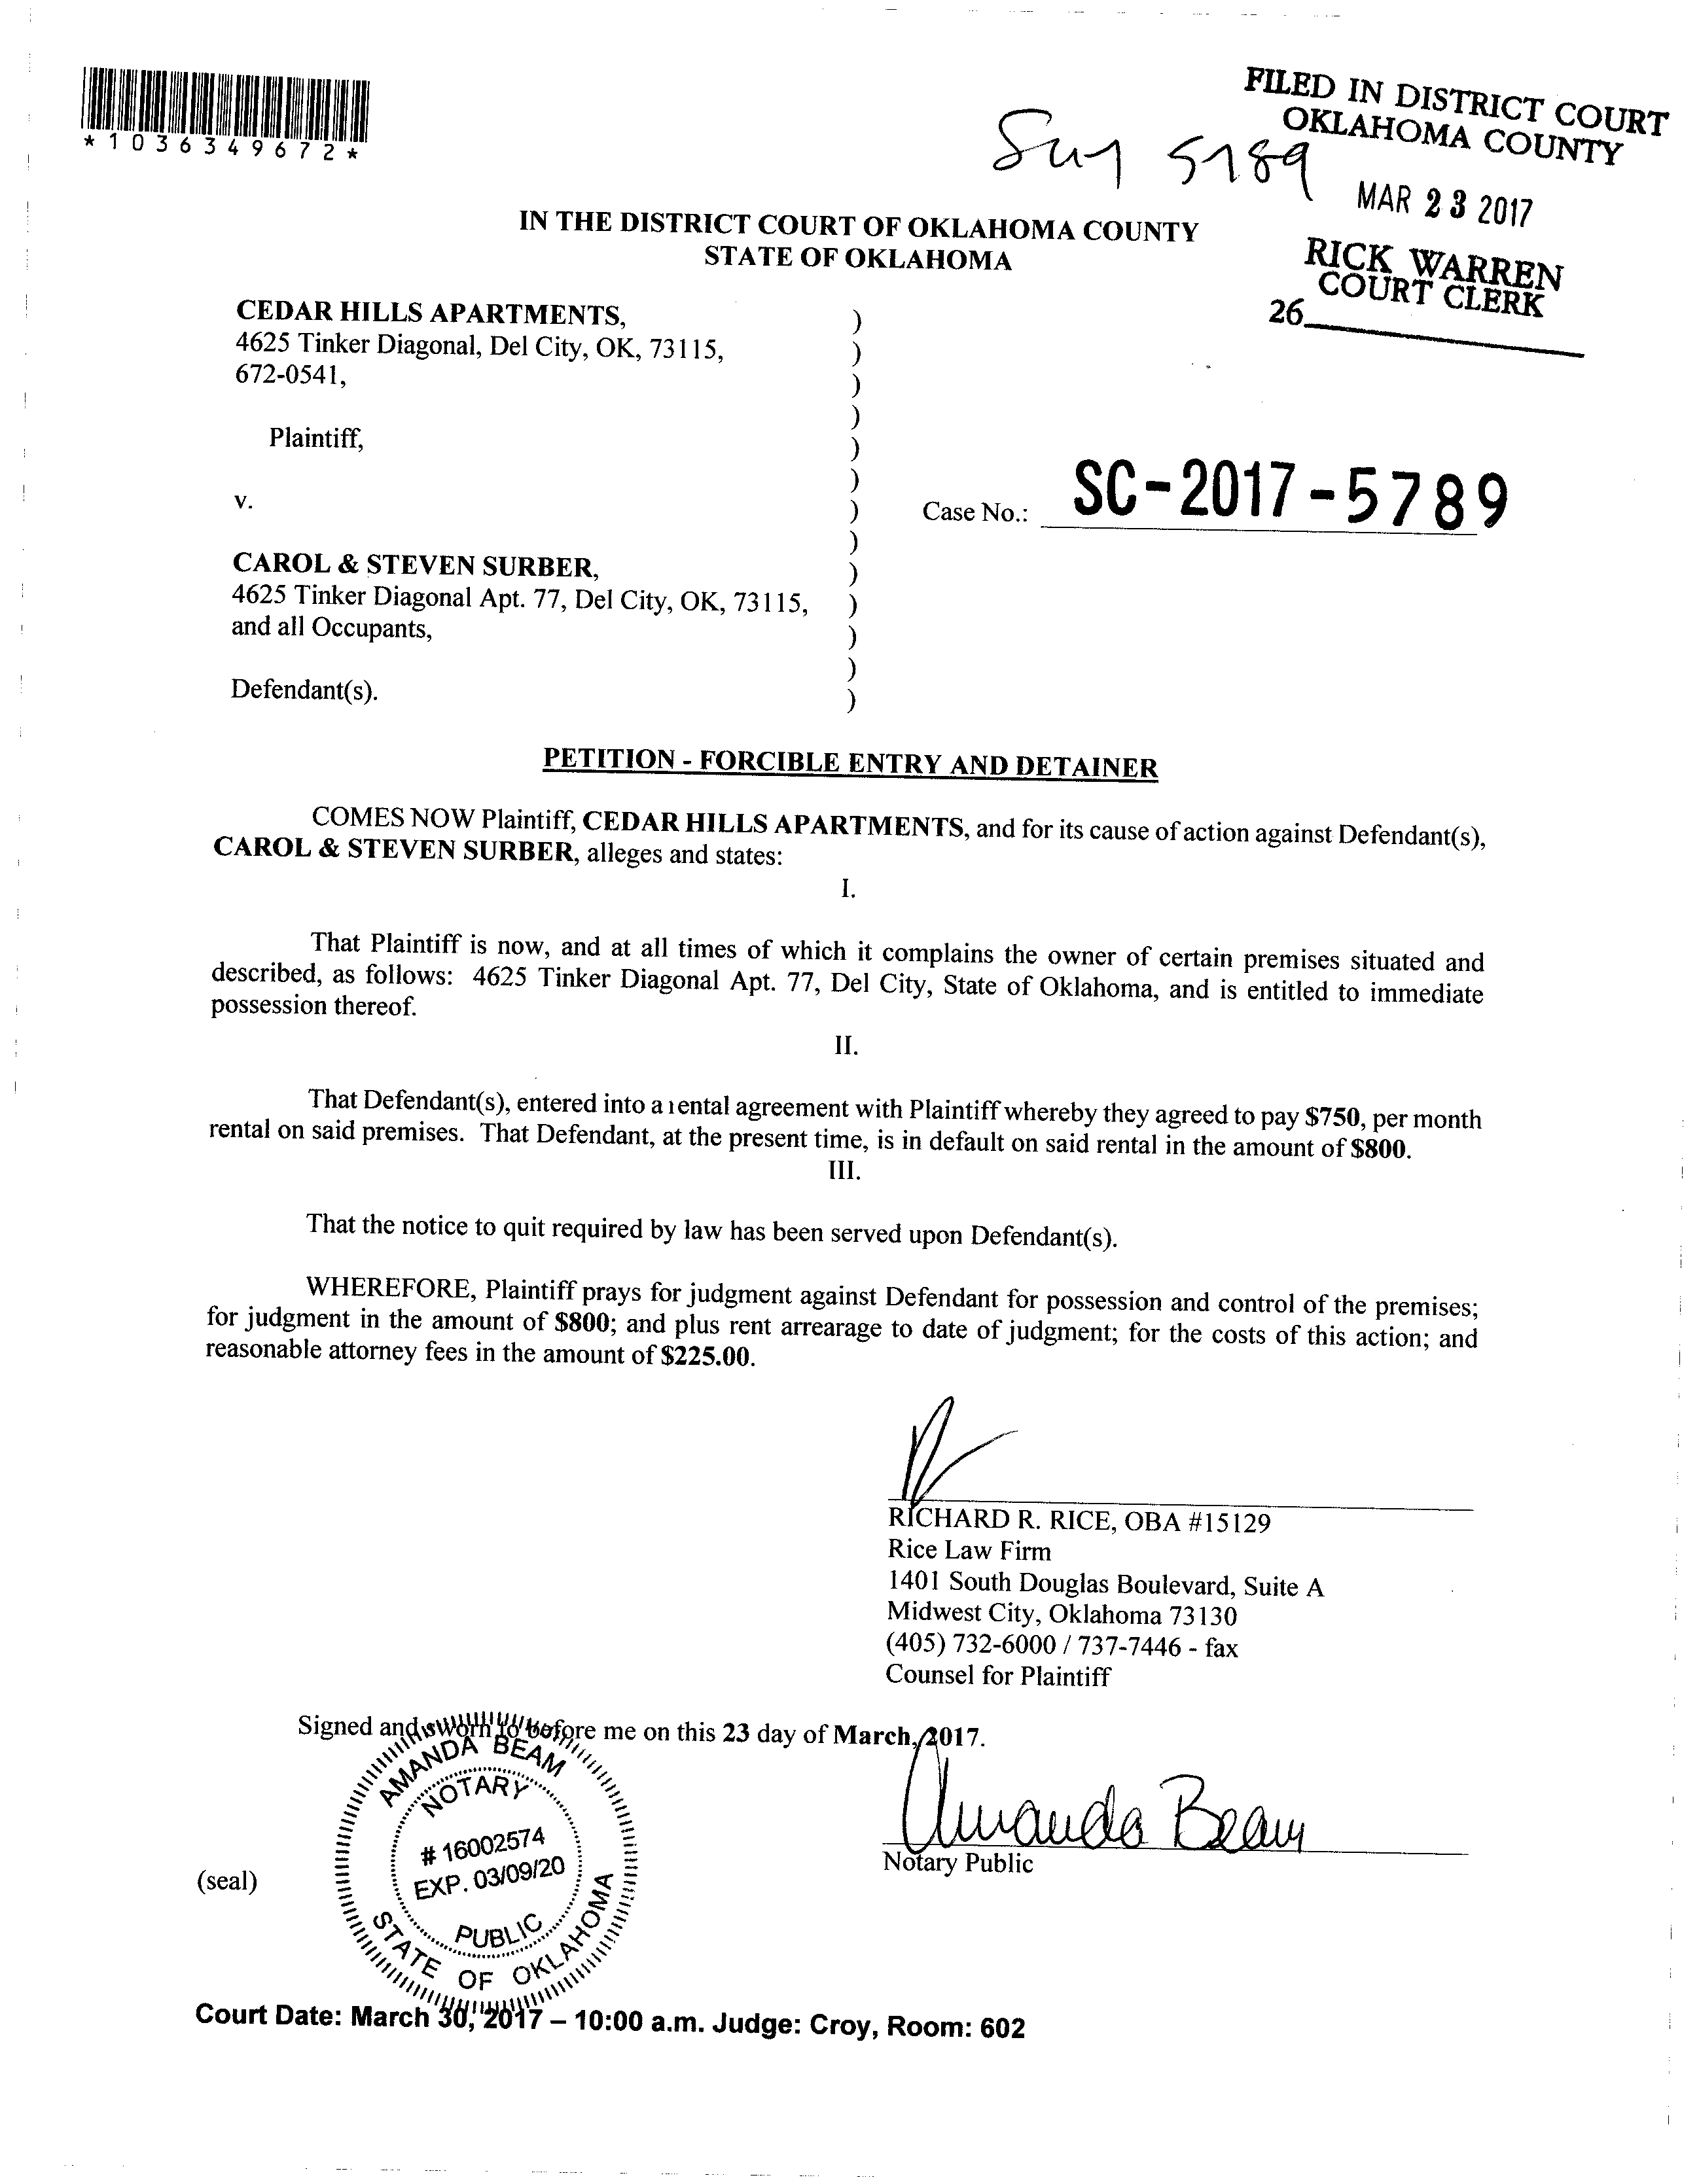 *1036349672*
FILED IN DISTRICT COURT
OKLAHOMA COUNTY
MAR 23 2017
RICK WARREN
COURT CLERK
26
5789
IN THE DISTRICT COURT OF OKLAHOMA COUNTY
STATE OF OKLAHOMA
CEDAR HILLS APARTMENTS, )
4625 Tinker Diagonal, Del City, OK, 73115, )
672-0541, )
)
Plaintiff, )
)
v. )
Case No.: SC-2017-5789
)
CAROL & STEVEN SURBER, )
4625 Tinker Diagonal Apt. 77, Del City, OK, 73115, )
and all Occupants, )
)
Defendant(s). )
PETITION - FORCIBLE ENTRY AND DETAINER
COMES NOW Plaintiff, CEDAR HILLS APARTMENTS, and for its cause of action against Defendant(s),
CAROL & STEVEN SURBER, alleges and states:
I.
That Plaintiff is now, and at all times of which it complains the owner of certain premises situated and
described, as follows: 4625 Tinker Diagonal Apt. 77, Del City, State of Oklahoma, and is entitled to immediate
possession thereof.
II.
That Defendant(s), entered into a rental agreement with Plaintiff whereby they agreed to pay $750, per month
rental on said premises. That Defendant, at the present time, is in default on said rental in the amount of $800.
III.
That the notice to quit required by law has been served upon Defendant(s).
WHEREFORE, Plaintiff prays for judgment against Defendant for possession and control of the premises;
for judgment in the amount of $800; and plus rent arrearage to date of judgment; for the costs of this action; and
reasonable attorney fees in the amount of $225.00.
RICHARD R. RICE, OBA #15129
Rice Law Firm
1401 South Douglas Boulevard, Suite A
Midwest City, Oklahoma 73130
(405) 732-6000 / 737-7446 - fax
Counsel for Plaintiff
Signed and sworn to before me on this 23 day of March, 2017.
Amanda Beam
Notary Public
(seal)
AMANDA BEAM
NOTARY
# 16002574
EXP. 03/09/20
PUBLIC
STATE OF OKLAHOMA
Court Date: March 30, 2017 – 10:00 a.m. Judge: Croy, Room: 602